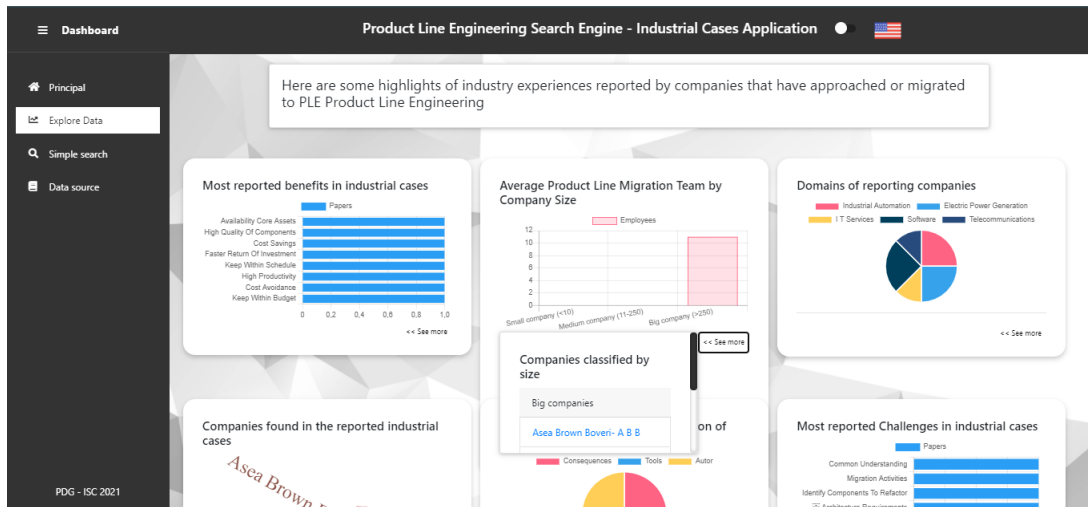 Dashboard
Product Line Engineering Search Engine - Industrial Cases Application
Principal
Explore Data
Simple search
Data source
PDG - ISC 2021
Here are some highlights of industry experiences reported by companies that have approached or migrated
to PLE Product Line Engineering
Most reported benefits in industrial cases
Papers
Availability Core Assets
High Quality Of Components
Cost Savings
Faster Return Of Investment
Keep Within Schedule
High Productivity
Cost Avoidance
Keep Within Budget
0 0,2 0,4 0,6 0,8 1,0
<< See more
Average Product Line Migration Team by
Company Size
Employees
12
10
8
6
4
2
0
Small company (<10) Medium company (11-250) Big company (>250)
<< See more
Companies classified by
size
Big companies
Asea Brown Boveri- A B B
Domains of reporting companies
Industrial Automation Electric Power Generation
I T Services Software Telecommunications
<< See more
Companies found in the reported industrial
cases
Asea Brown
on of
Consequences Tools Autor
Most reported Challenges in industrial cases
Papers
Common Understanding
Migration Activities
Identify Components To Refactor
Architecture Requirements